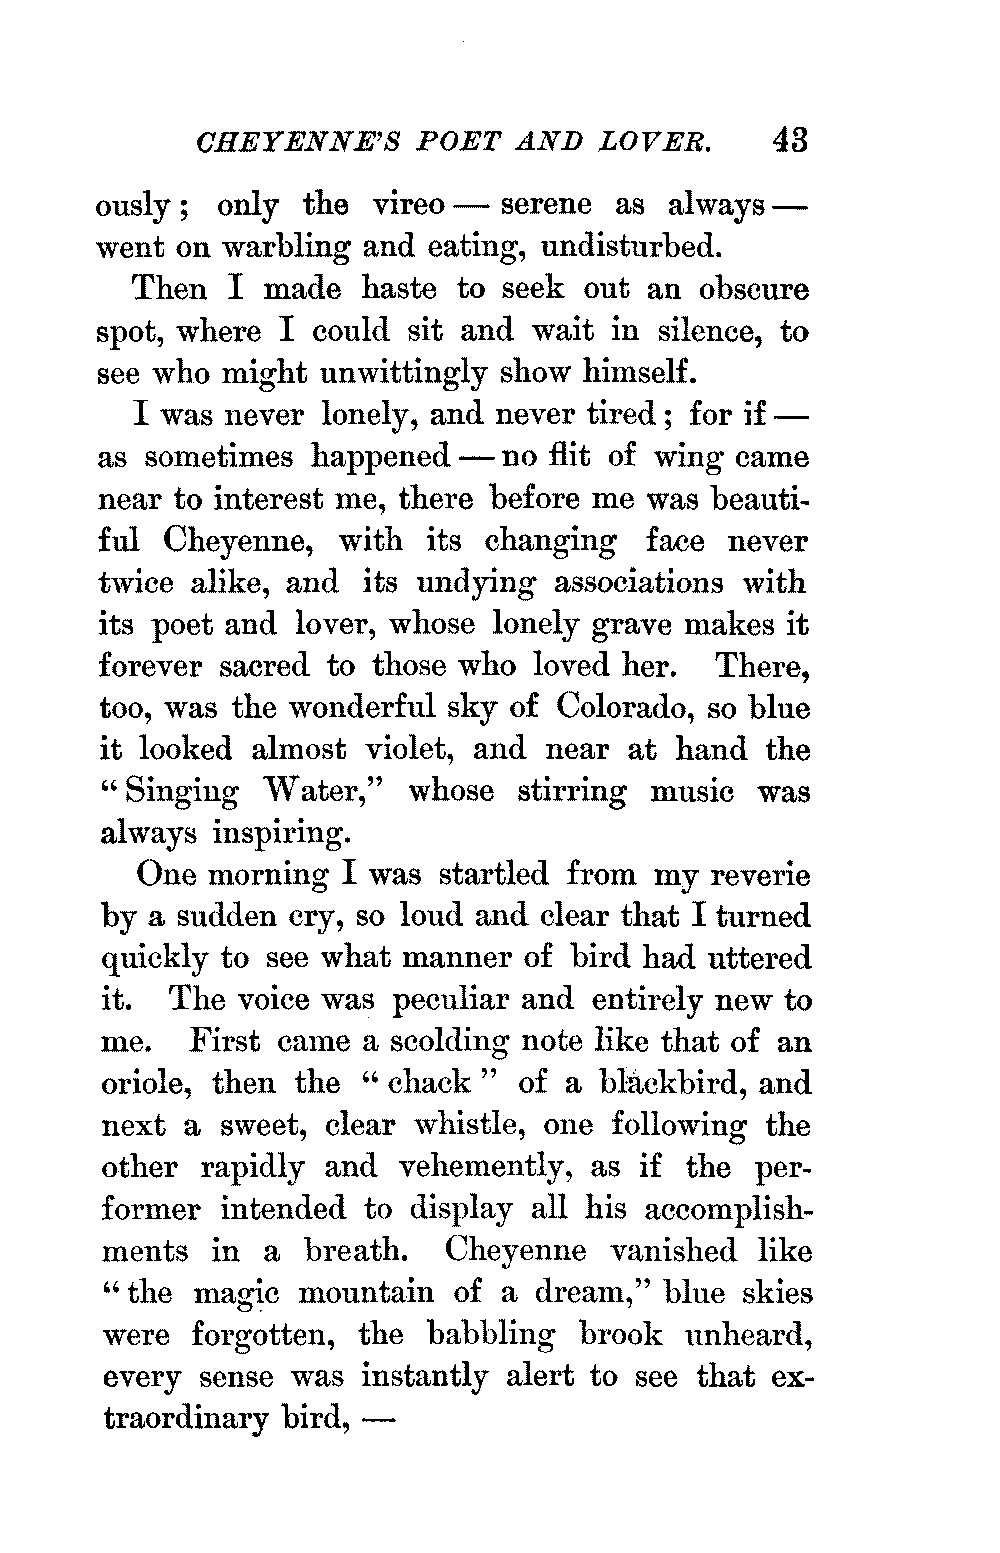 CHEYENNE'S POET AND LOVER. 43
ously; only the vireo — serene as always —
went on warbling and eating, undisturbed.
Then I made haste to seek out an obscure
spot, where I could sit and wait in silence, to
see who might unwittingly show himself.
I was never lonely, and never tired; for if —
as sometimes happened — no flit of wing came
near to interest me, there before me was beauti-
ful Cheyenne, with its changing face never
twice alike, and its undying associations with
its poet and lover, whose lonely grave makes it
forever sacred to those who loved her. There,
too, was the wonderful sky of Colorado, so blue
it looked almost violet, and near at hand the
"Singing Water," whose stirring music was
always inspiring.
One morning I was startled from my reverie
by a sudden cry, so loud and clear that I turned
quickly to see what manner of bird had uttered
it. The voice was peculiar and entirely new to
me. First came a scolding note like that of an
oriole, then the "chack" of a blackbird, and
next a sweet, clear whistle, one following the
other rapidly and vehemently, as if the per-
former intended to display all his accomplish-
ments in a breath. Cheyenne vanished like
"the magic mountain of a dream," blue skies
were forgotten, the babbling brook unheard,
every sense was instantly alert to see that ex-
traordinary bird, —